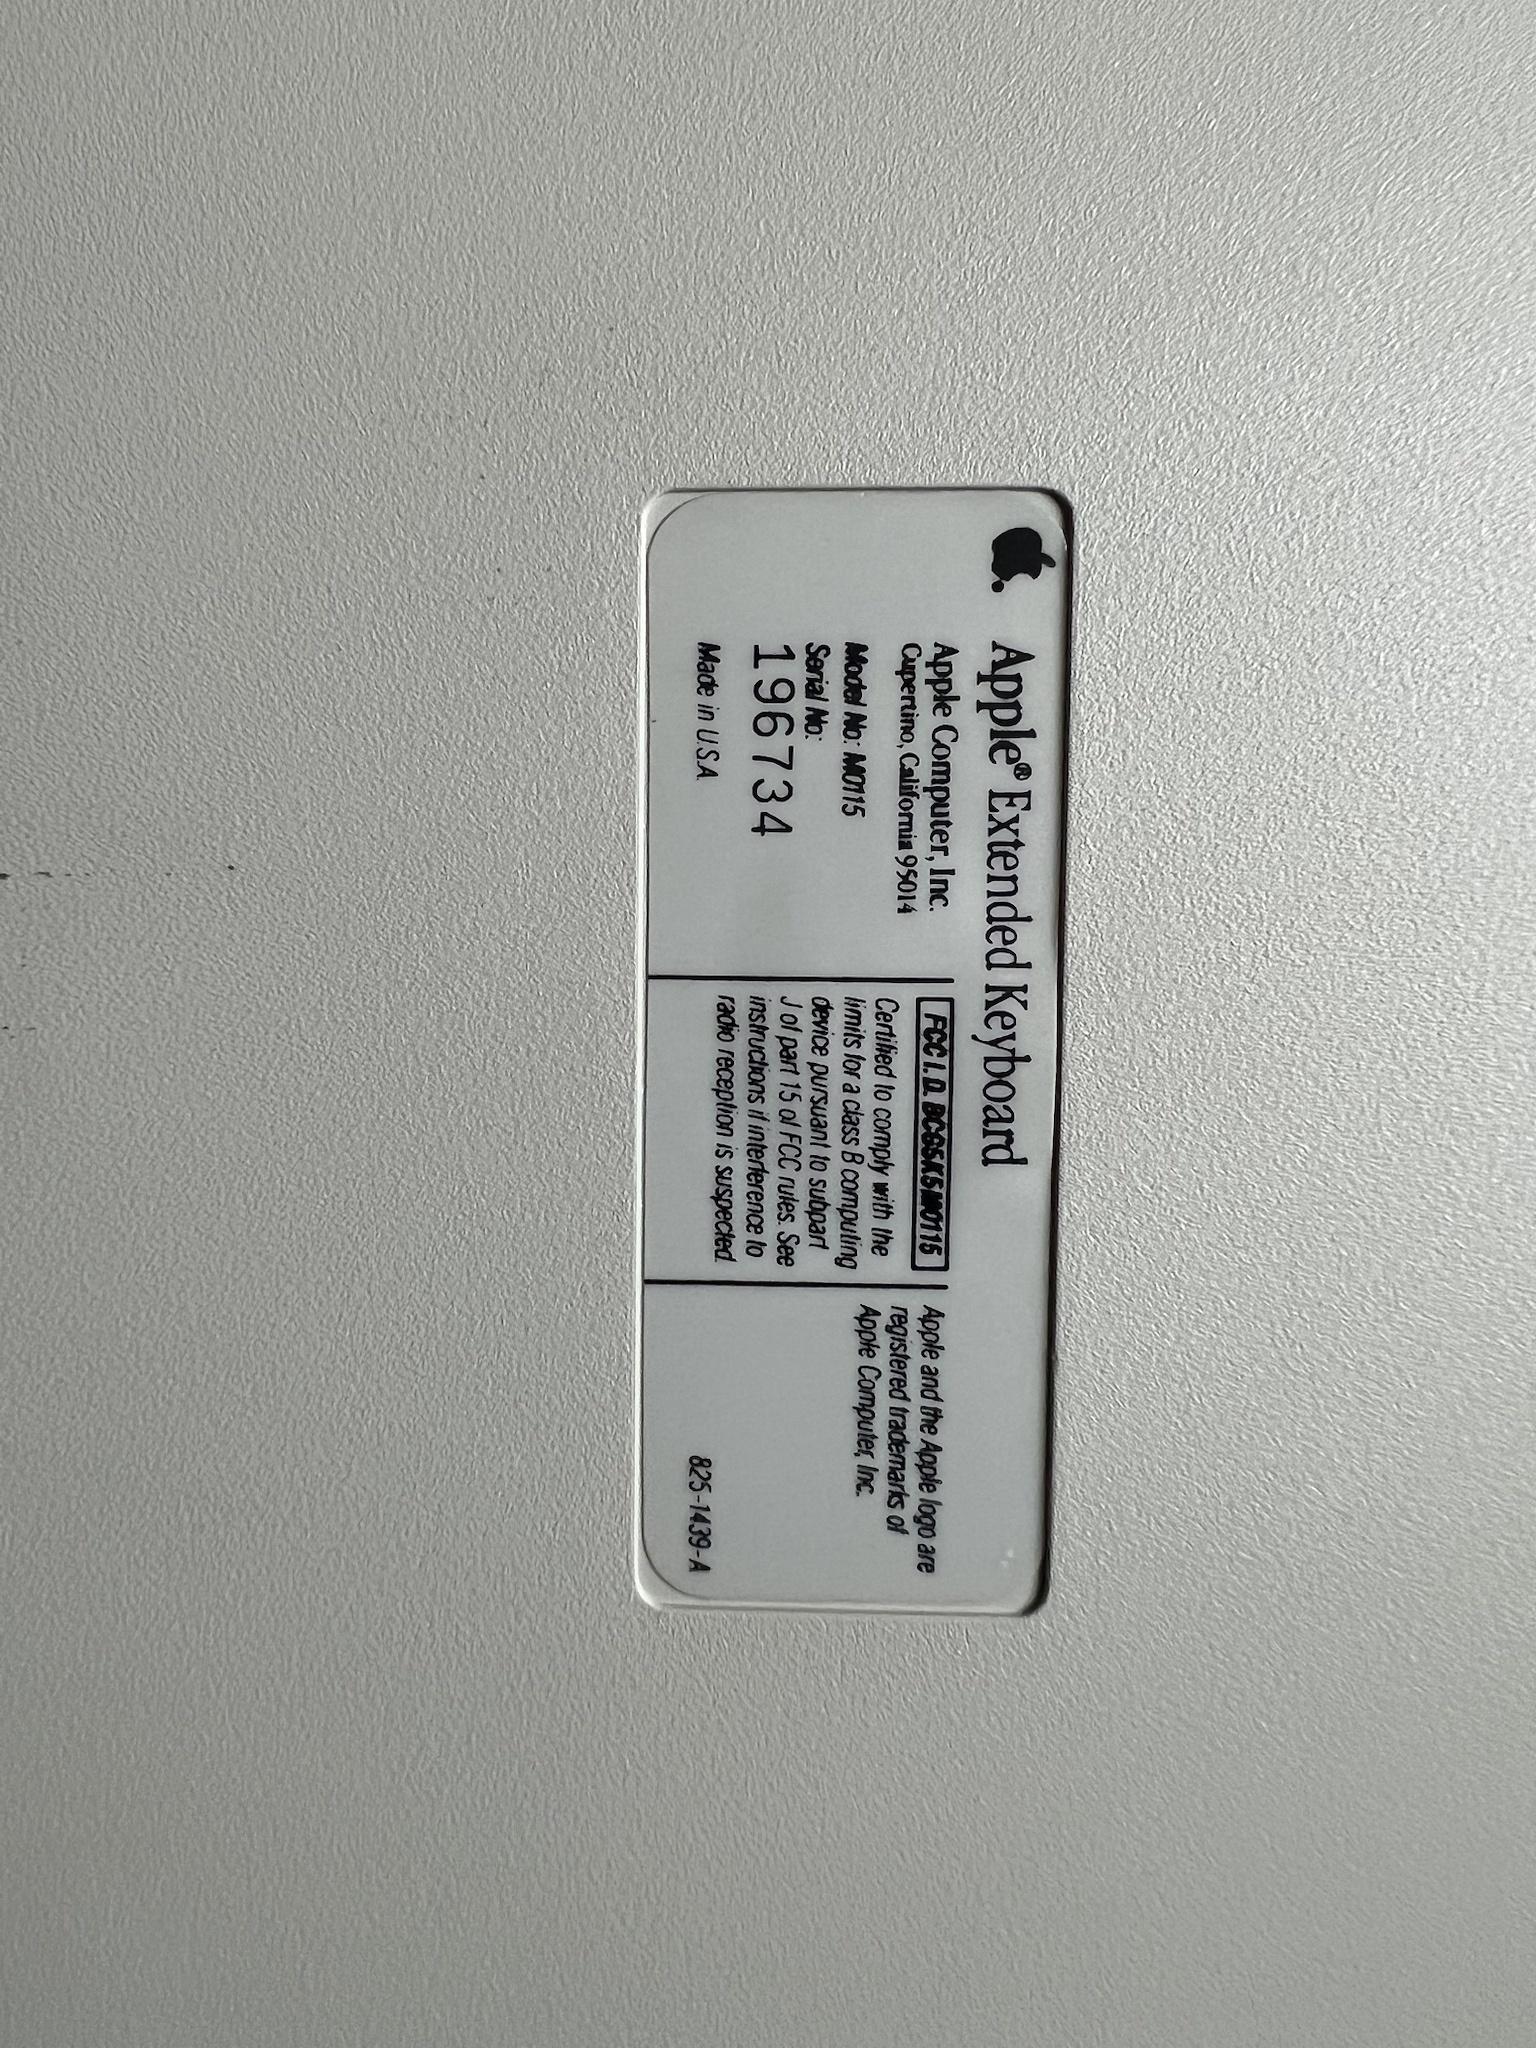 Apple® Extended Keyboard
Apple Computer, Inc.
Cupertino, California 95014
Model No: M0115
Serial No:
196734
Made in U.S.A.
FCC I.D. BCG5K5M0115
Certified to comply with the
limits for a class B computing
device pursuant to subpart
J of part 15 of FCC rules. See
instructions if interference to
radio reception is suspected.
Apple and the Apple logo are
registered trademarks of
Apple Computer, Inc.
825-1439-A